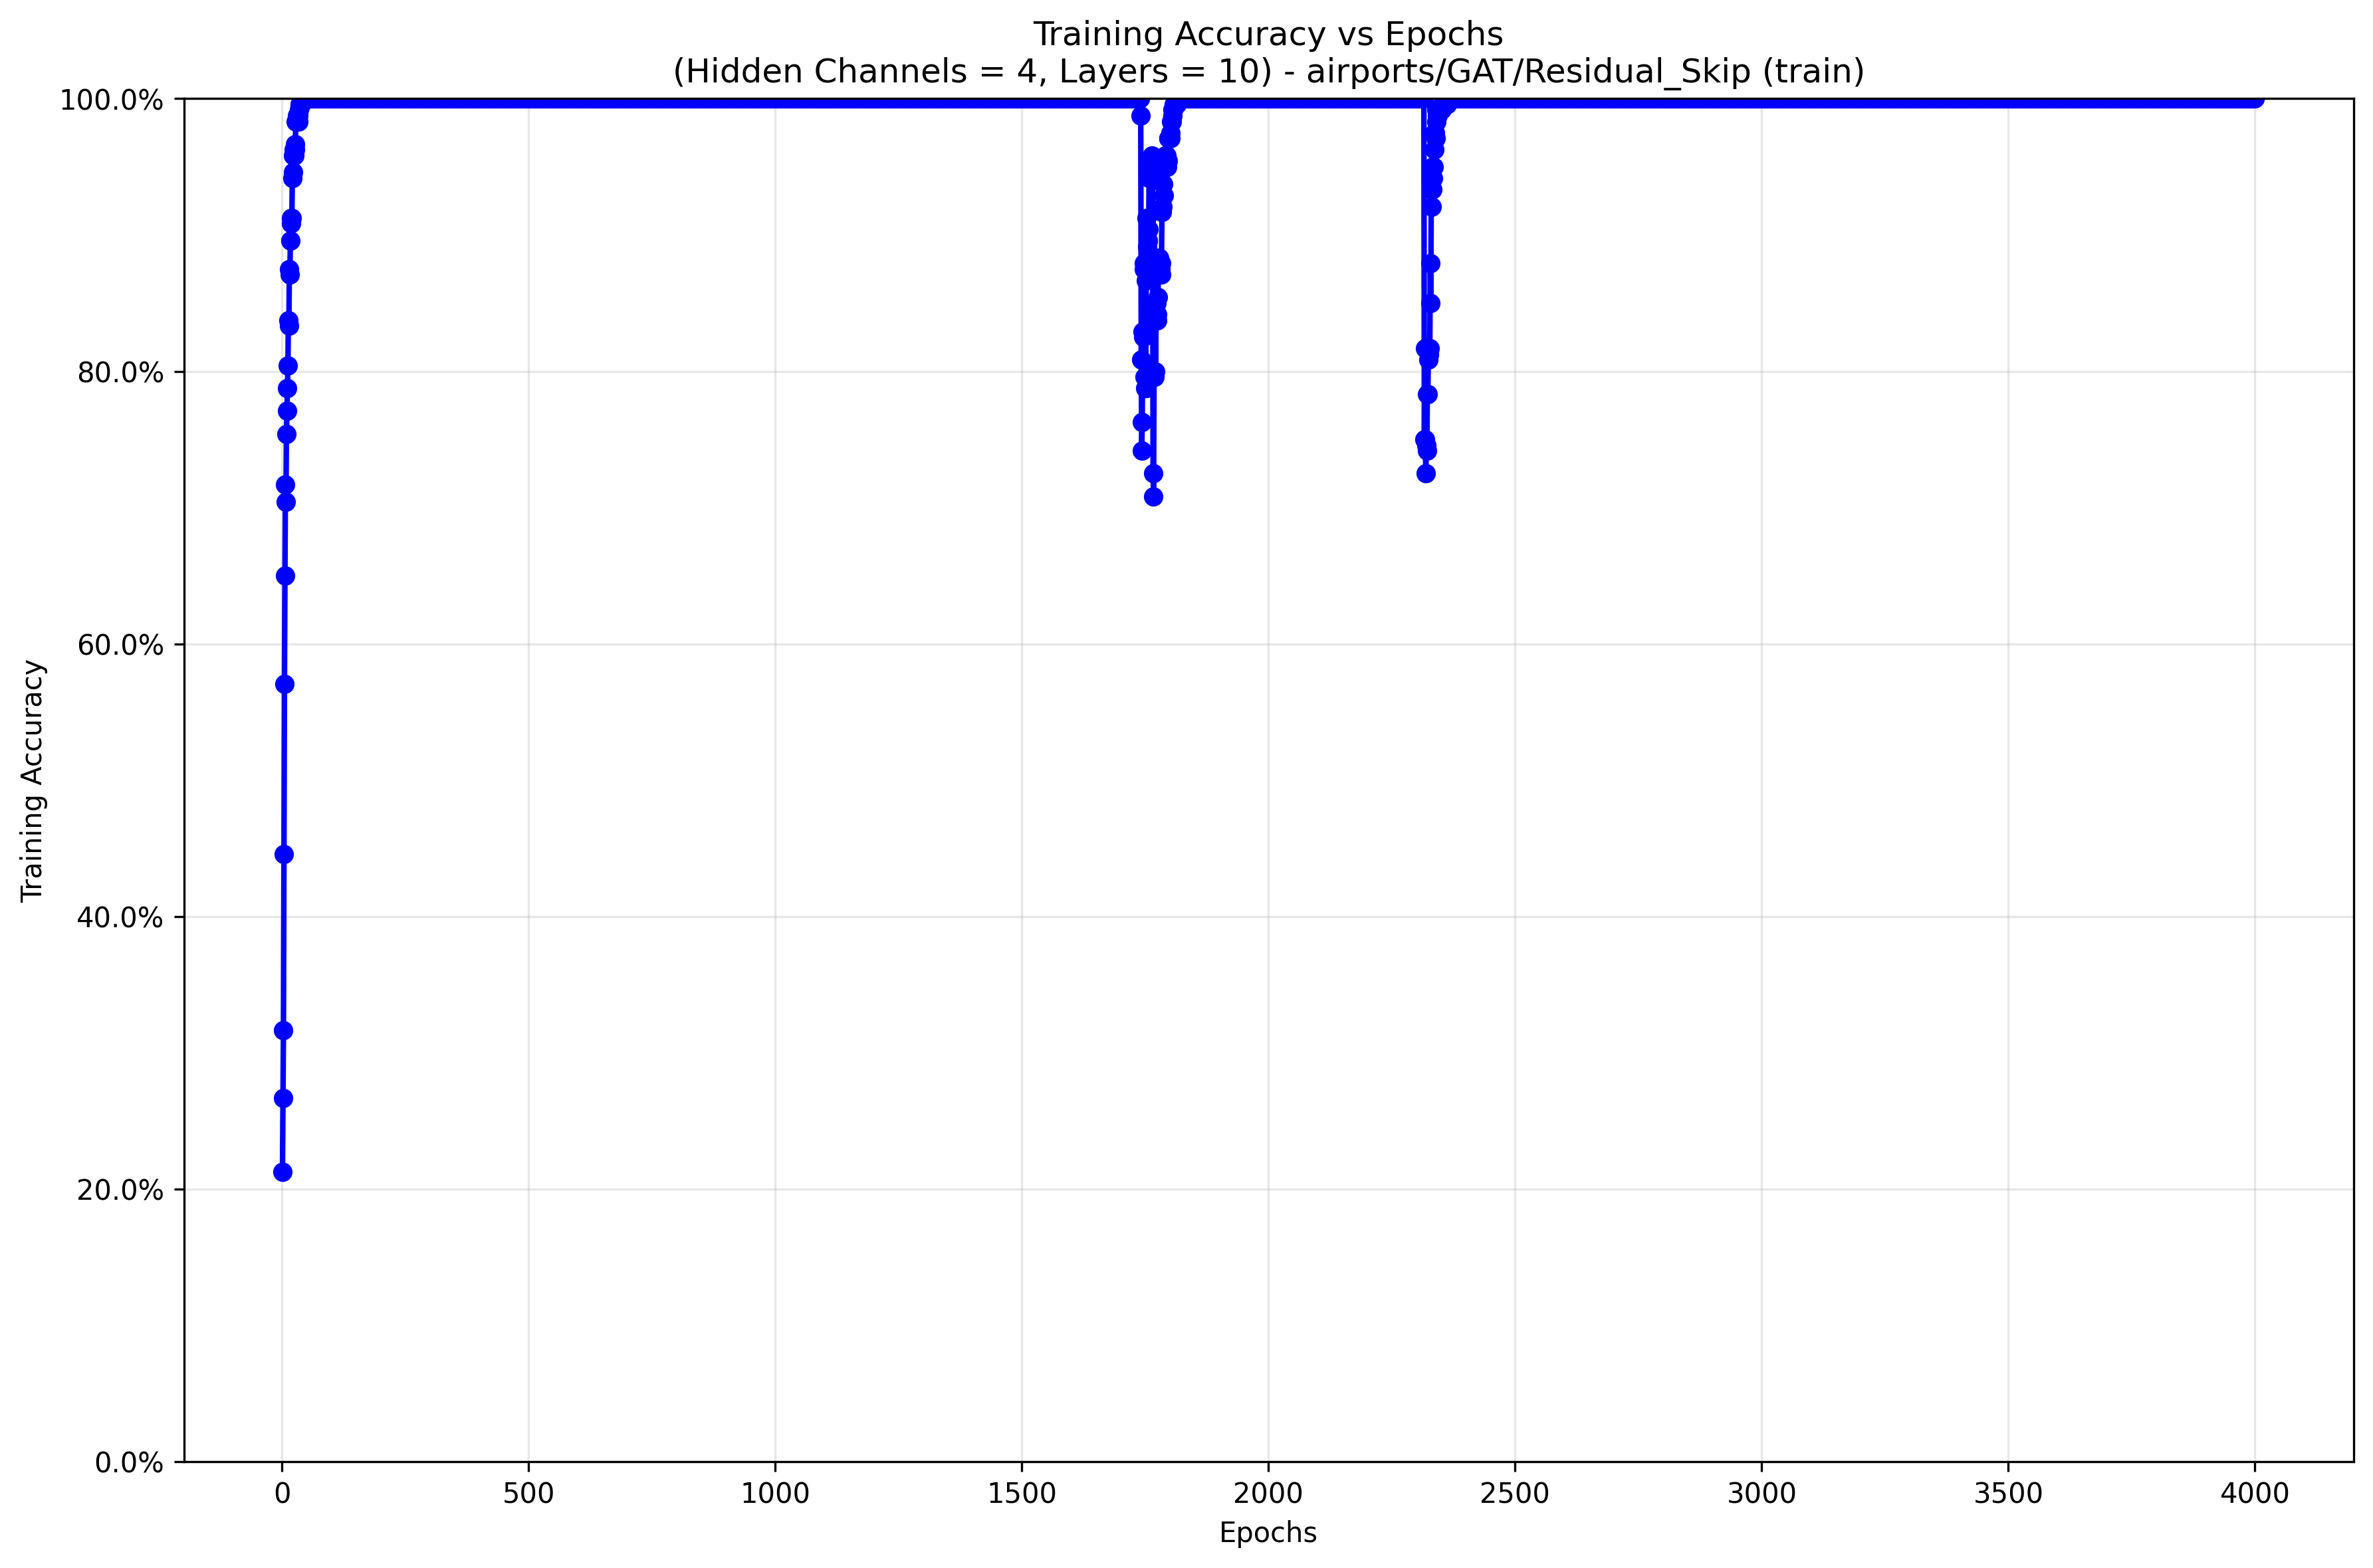 Training Accuracy vs Epochs
(Hidden Channels = 4, Layers = 10) - airports/GAT/Residual_Skip (train)
100.0%
80.0%
60.0%
40.0%
20.0%
0.0%
Training Accuracy
0 500 1000 1500 2000 2500 3000 3500 4000
Epochs